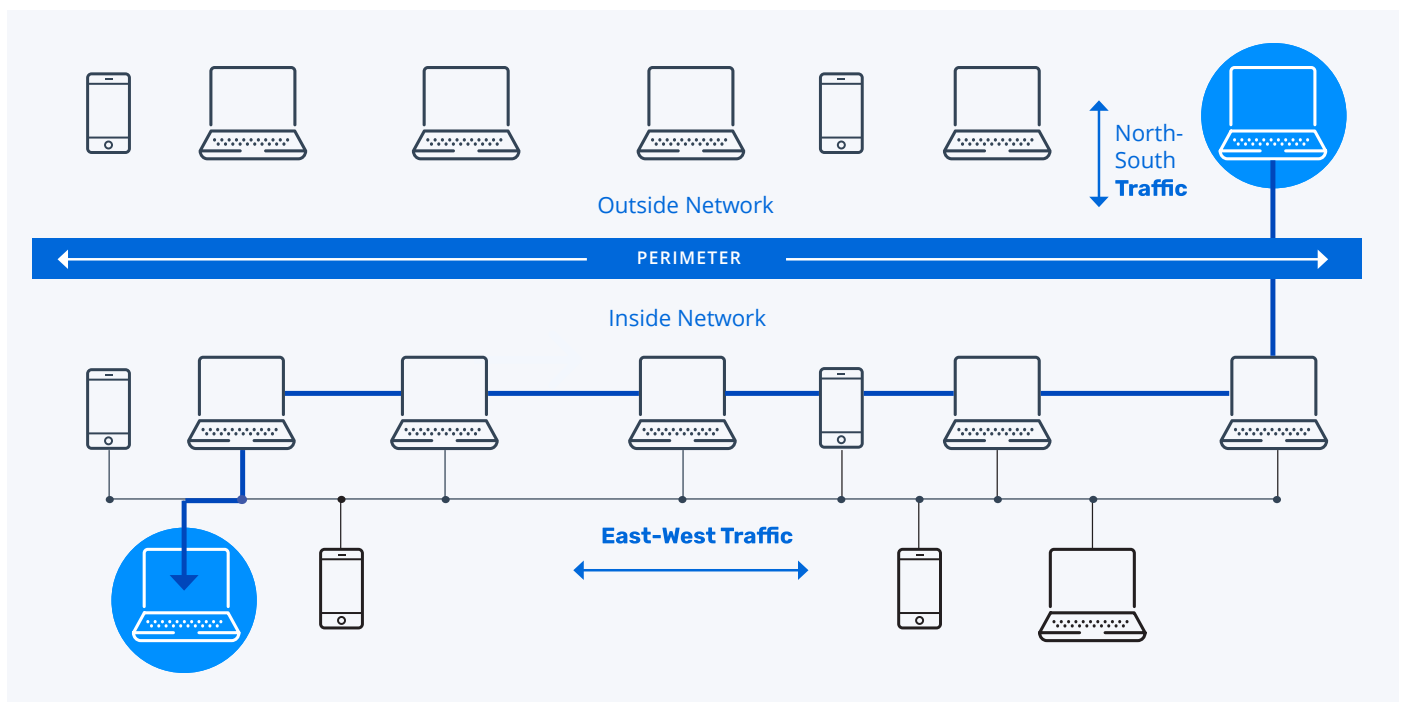 North-
South
Traffic
Outside Network
PERIMETER
Inside Network
East-West Traffic